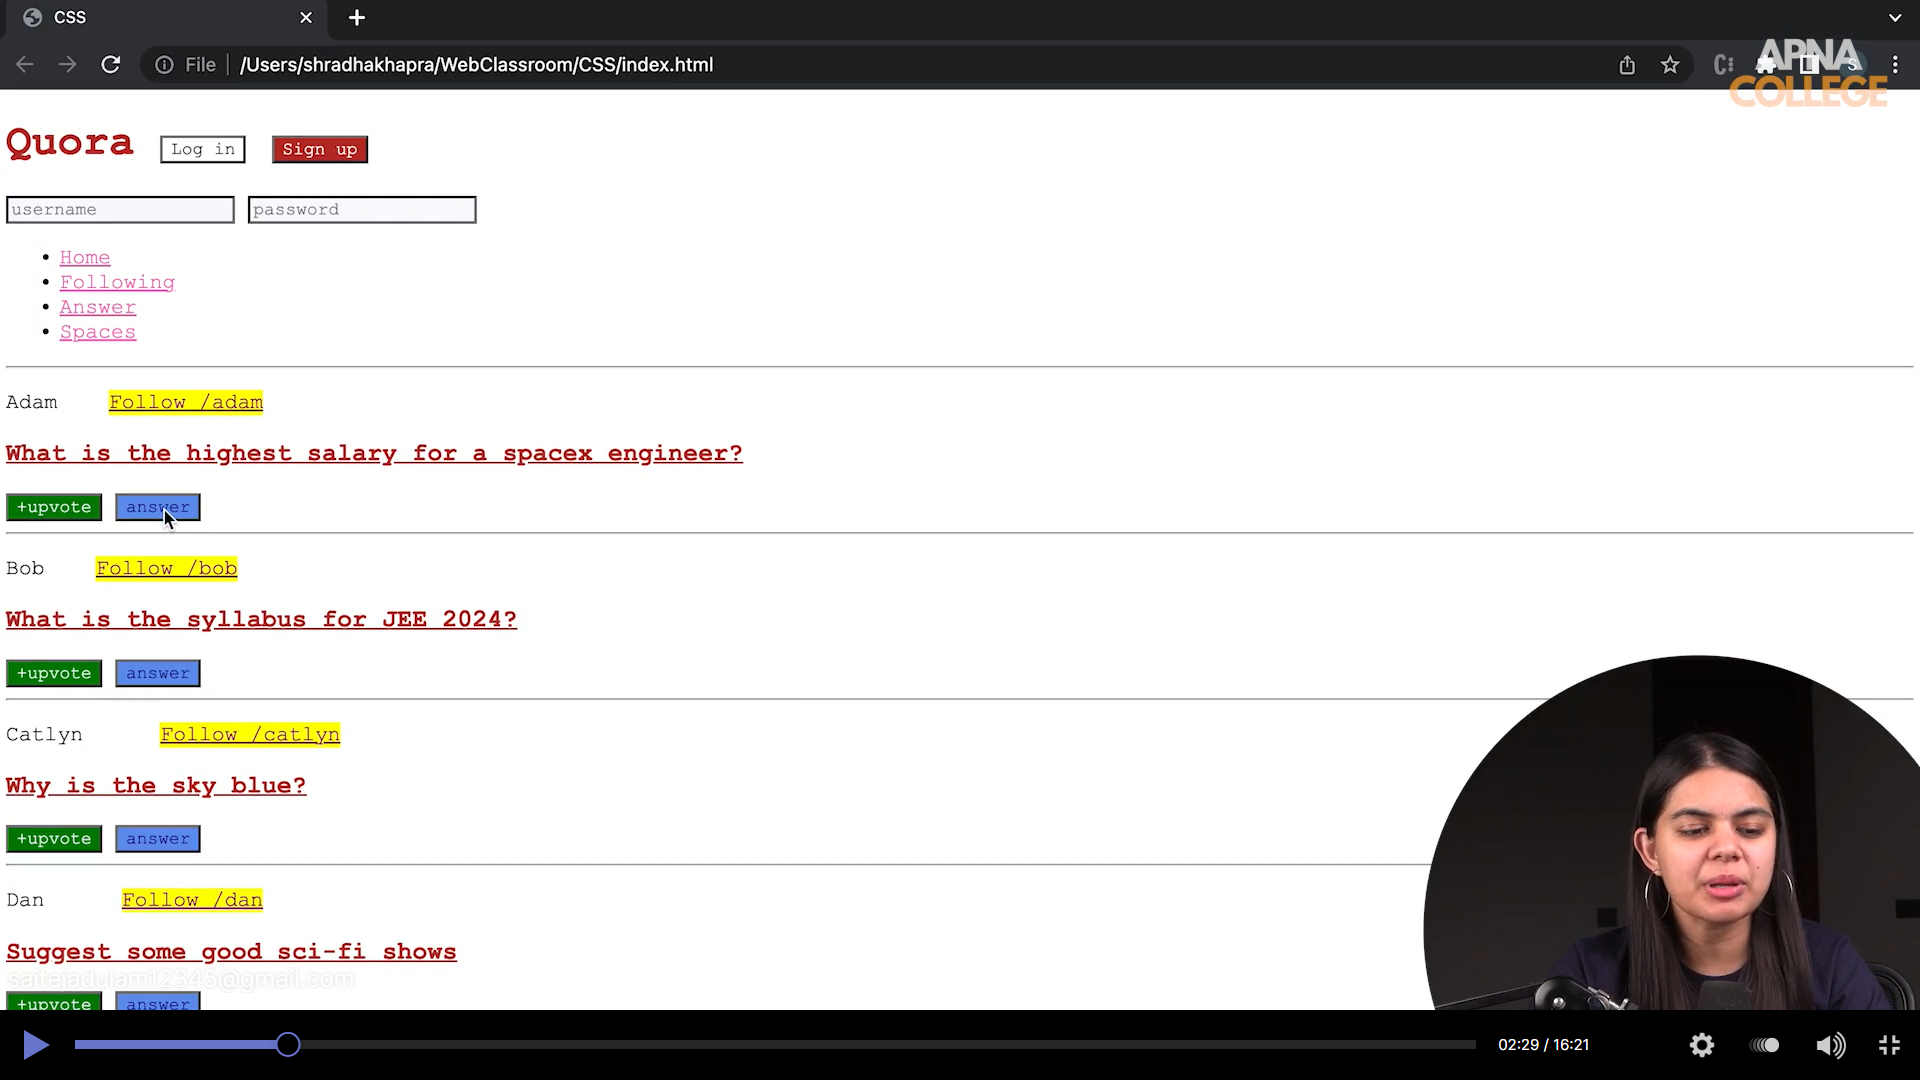 CSS
File /Users/shradhakhapra/WebClassroom/CSS/index.html
APNA
COLLEGE
Quora Log in Sign up
username password
Home
Following
Answer
Spaces
Adam Follow /adam
What is the highest salary for a spacex engineer?
+upvote answer
Bob Follow /bob
What is the syllabus for JEE 2024?
+upvote answer
Catlyn Follow /catlyn
Why is the sky blue?
+upvote answer
Dan Follow /dan
Suggest some good sci-fi shows
saitejadulam12345@gmail.com
+upvote answer
02:29 / 16:21